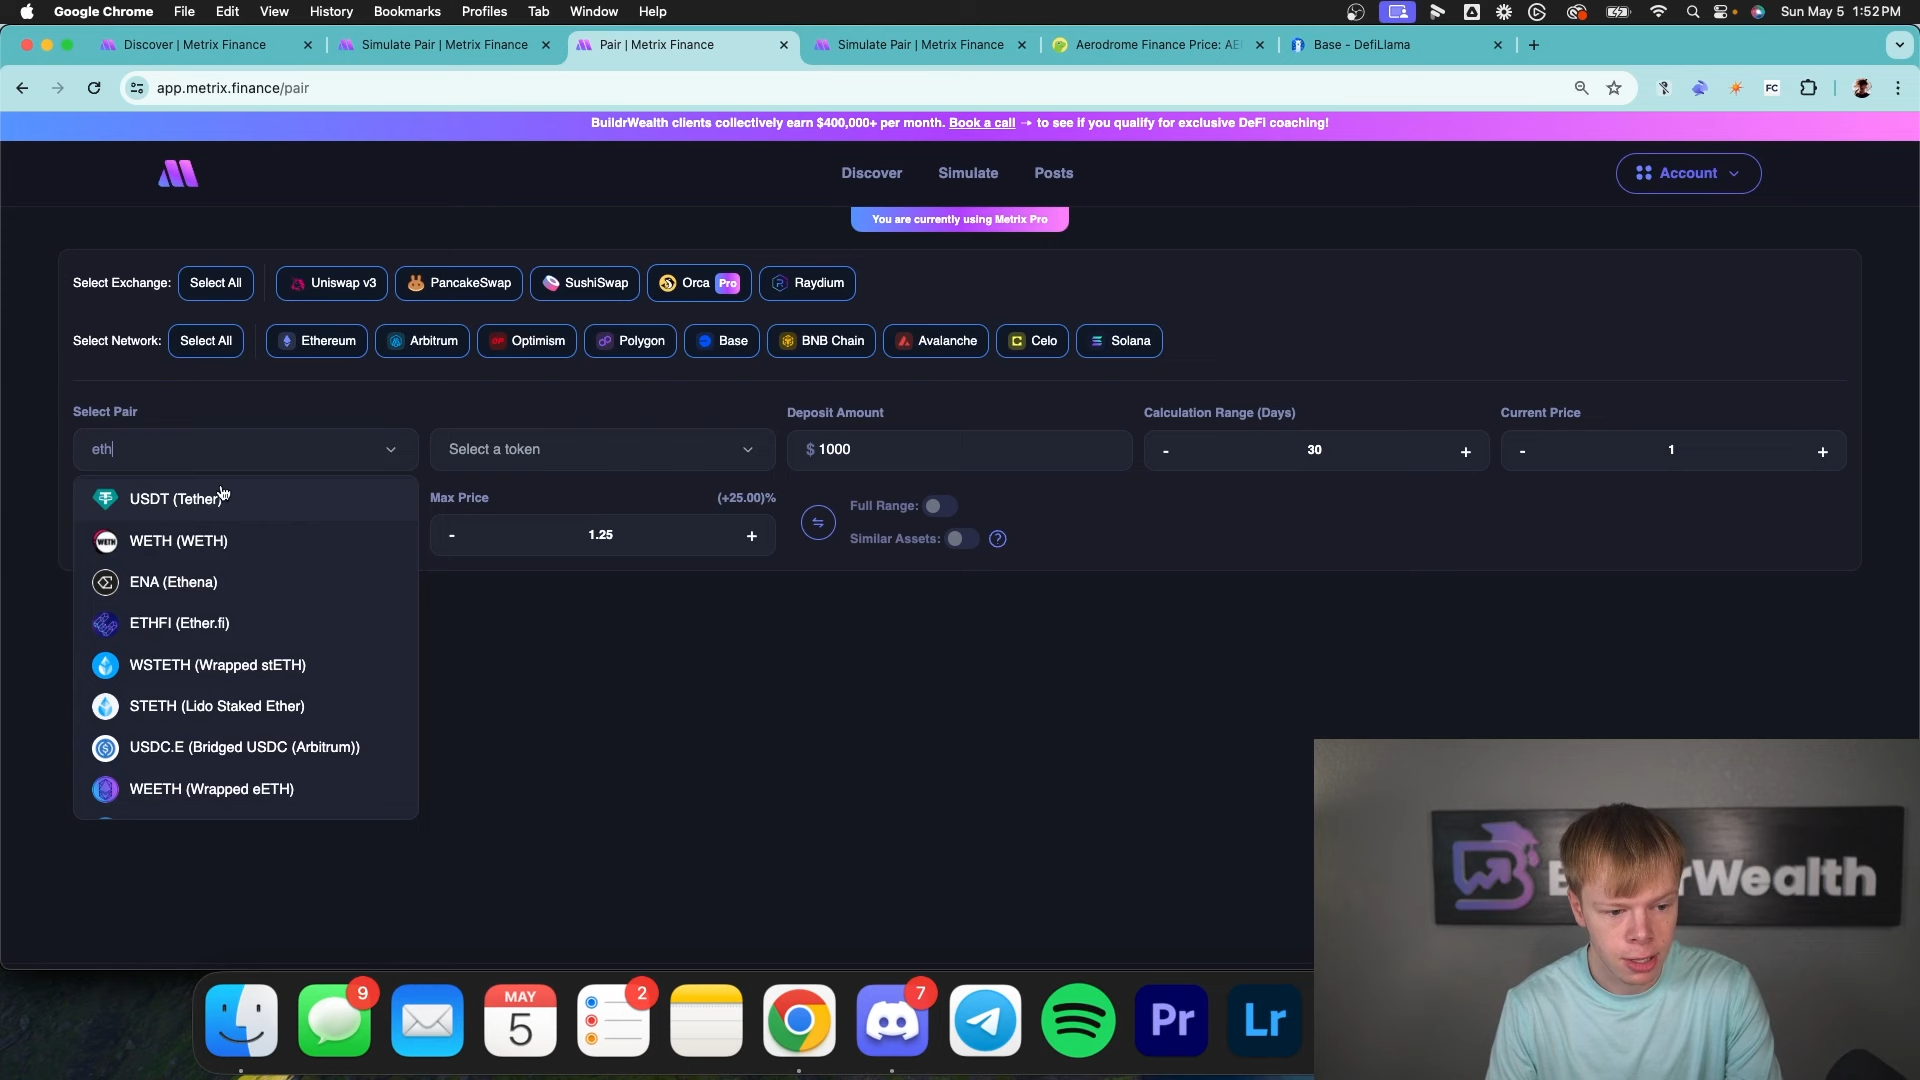 Google Chrome File Edit View History Bookmarks Profiles Tab Window Help Sun May 5 1:52 PM
Discover | Metrix Finance Simulate Pair | Metrix Finance Pair | Metrix Finance Simulate Pair | Metrix Finance Aerodrome Finance Price: AE Base - DefiLlama
app.metrix.finance/pair FC
BuildrWealth clients collectively earn $400,000+ per month. Book a call → to see if you qualify for exclusive DeFi coaching!
Discover Simulate Posts Account
You are currently using Metrix Pro
Select Exchange: Select All Uniswap v3 PancakeSwap SushiSwap Orca Pro Raydium
Select Network: Select All Ethereum Arbitrum OP Optimism Polygon Base BNB Chain Avalanche Celo Solana
Select Pair Deposit Amount Calculation Range (Days) Current Price
eth Select a token $ 1000 - 30 + - 1 +
USDT (Tether) Max Price (+25.00)% Full Range:
- 1.25 + Similar Assets: ?
WETH WETH (WETH)
ENA (Ethena)
ETHFI (Ether.fi)
WSTETH (Wrapped stETH)
STETH (Lido Staked Ether)
USDC.E (Bridged USDC (Arbitrum))
WEETH (Wrapped eETH)
B rWealth
9 MAY 5 2 7 Pr Lr